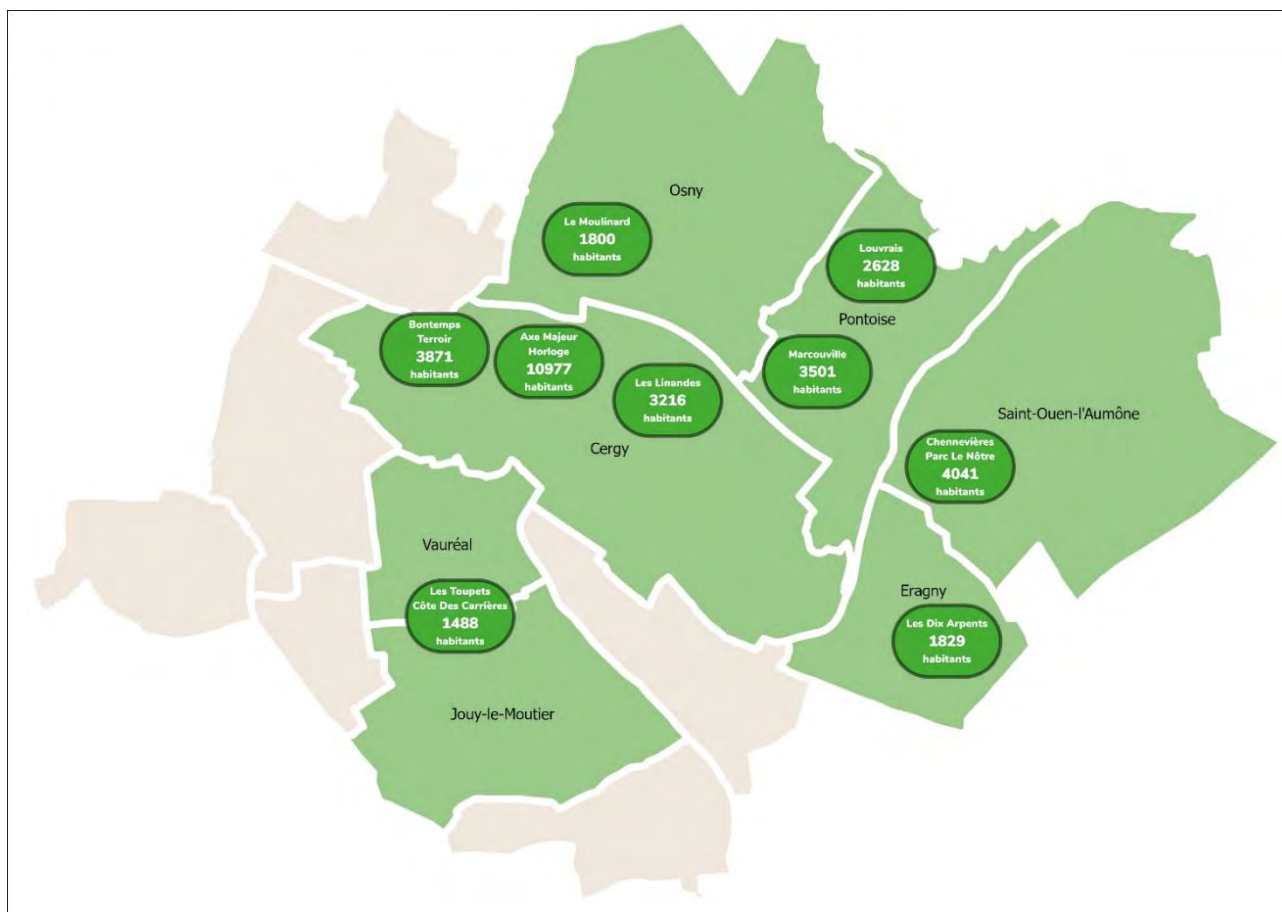 Osny
Le Moulinard
1800
habitants
Louvrais
2628
habitants
Pontoise
Bontemps
Terroir
3871
habitants
Axe Majeur
Horloge
10977
habitants
Les Linandes
3216
habitants
Marcouville
3501
habitants
Cergy
Saint-Ouen-l'Aumône
Chennevières
Parc Le Nôtre
4041
habitants
Vauréal
Les Toupets
Côte Des Carrières
1488
habitants
Eragny
Les Dix Arpents
1829
habitants
Jouy-le-Moutier